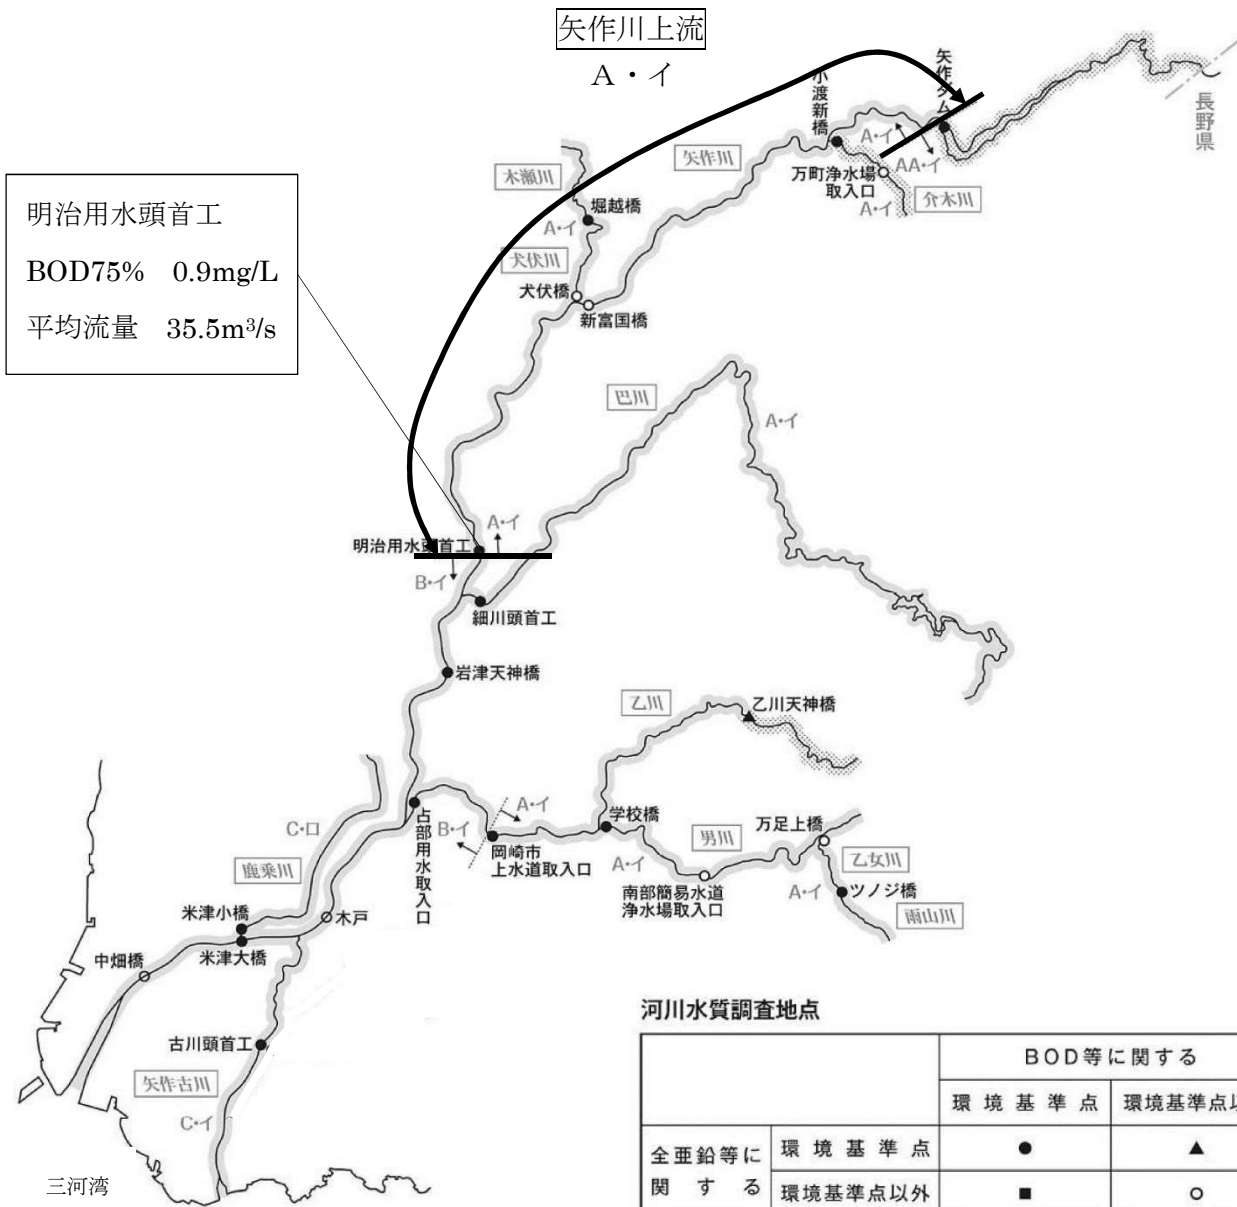 矢作川上流
A・イ
明治用水頭首工
BOD75% 0.9mg/L
平均流量 35.5m³/s
長野県
矢作ダム
小渡新橋
A・イ
AA・イ
万町浄水場
取入口
A・イ
介木川
矢作川
木瀬川
堀越橋
A・イ
犬伏川
犬伏橋
新富国橋
巴川
A・イ
A・イ
明治用水頭首工
B・イ
細川頭首工
岩津天神橋
乙川
乙川天神橋
占部用水取入口
A・イ
B・イ
岡崎市
上水道取入口
学校橋
A・イ
男川
南部簡易水道
浄水場取入口
万足上橋
乙女川
A・イ
ツノジ橋
雨山川
C・ロ
鹿乗川
米津小橋
米津大橋
木戸
中畑橋
古川頭首工
矢作古川
C・イ
三河湾
河川水質調査地点
BOD等に関する
環境基準点
環境基準点以
全亜鉛等に
関する
環境基準点
環境基準点以外